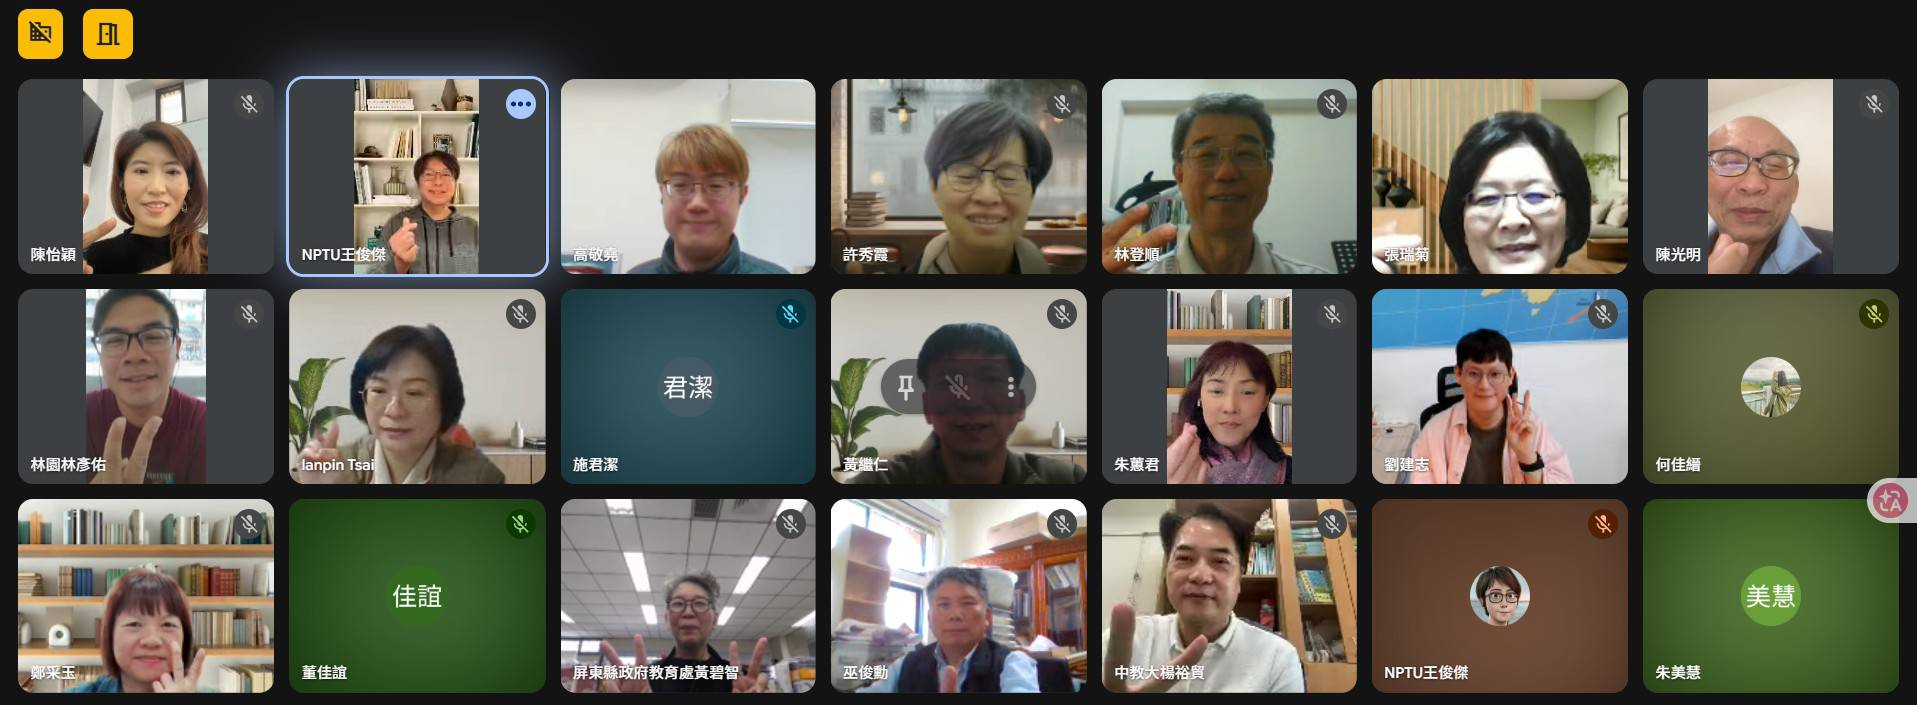 陳怡穎
NPTU王俊傑
高敬堯
許秀霞
林登順
張瑞菊
陳光明
林園林彥佑
lanpin Tsai
君潔
施君潔
黃繼仁
朱蕙君
劉建志
何佳縉
鄭采玉
佳誼
董佳誼
屏東縣政府教育處黃碧智
巫俊勳
中教大楊裕貿
NPTU王俊傑
美慧
朱美慧